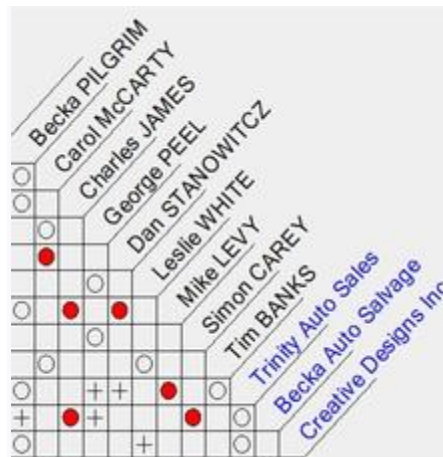 Becka PILGRIM
Carol McCARTY
Charles JAMES
George PEEL
Dan STANOWITCZ
Leslie WHITE
Mike LEVY
Simon CAREY
Tim BANKS
Trinity Auto Sales
Becka Auto Salvage
Creative Designs Inc